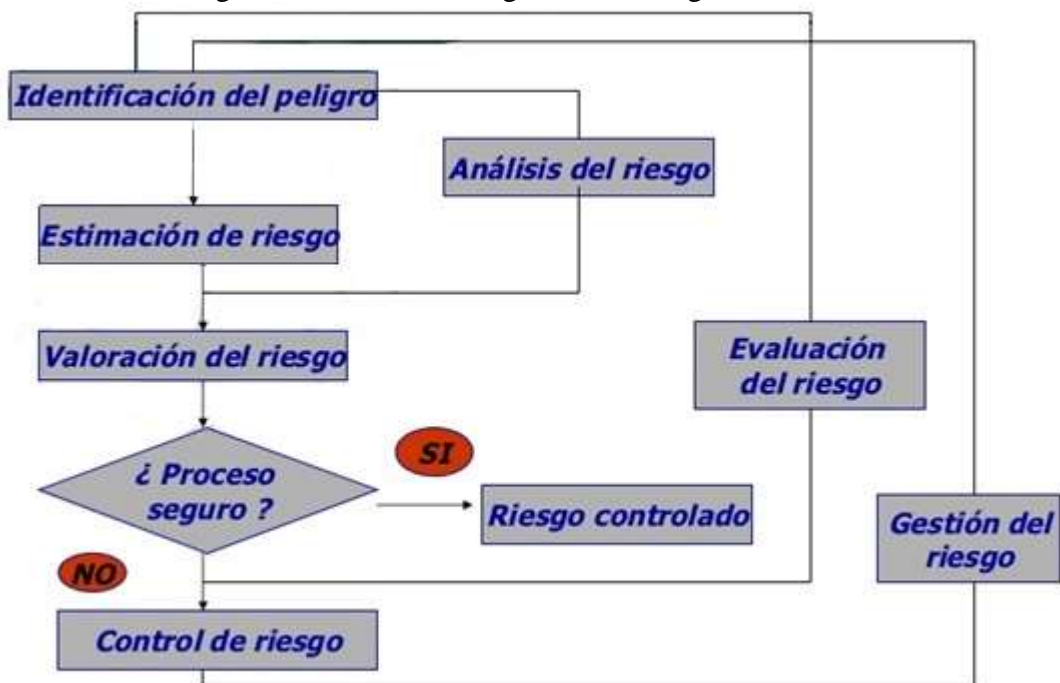 Identificación del peligro
Análisis del riesgo
Estimación de riesgo
Valoración del riesgo
Evaluación
del riesgo
¿ Proceso
seguro ?
SI
Riesgo controlado
Gestión del
riesgo
NO
Control de riesgo